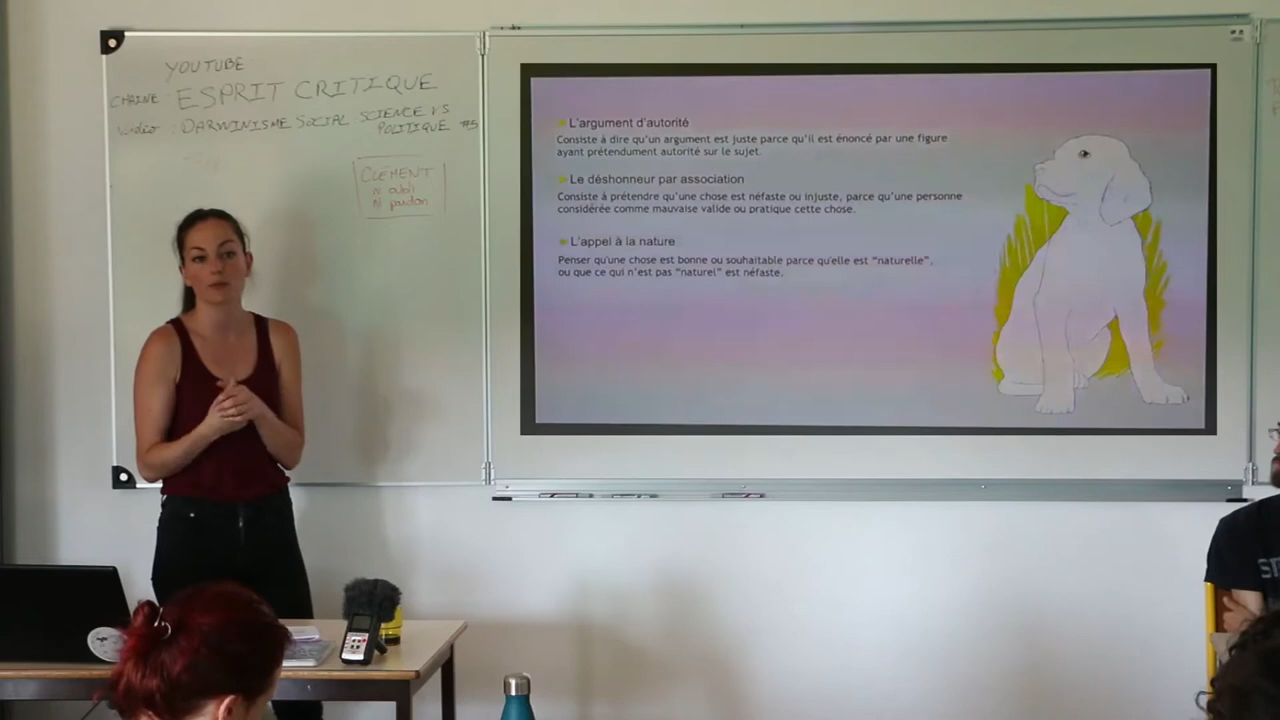 YOUTUBE
CHAINE : ESPRIT CRITIQUE
Vidéo : DARWINISME SOCIAL SCIENCE VS
POLITIQUE #5
CLÉMENT
N oubli
N pardon
L'argument d'autorité
Consiste à dire qu'un argument est juste parce qu'il est énoncé par une figure
ayant prétendument autorité sur le sujet.
Le déshonneur par association
Consiste à prétendre qu'une chose est néfaste ou injuste, parce qu'une personne
considérée comme mauvaise valide ou pratique cette chose.
L'appel à la nature
Penser qu'une chose est bonne ou souhaitable parce qu'elle est “naturelle”,
ou que ce qui n'est pas “naturel” est néfaste.